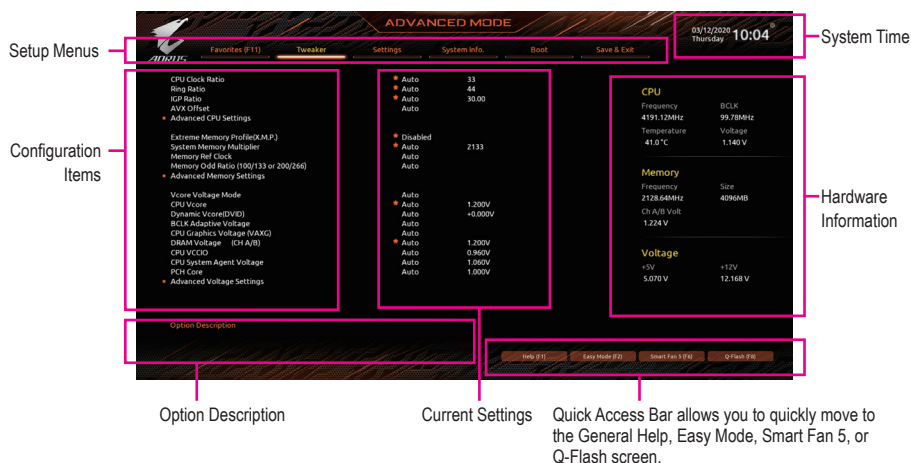 ADVANCED MODE
03/12/2020
Thursday
10:04
System Time
Setup Menus
AORUS
Favorites (F11) Tweaker Settings System Info. Boot Save & Exit
CPU Clock Ratio Auto 33
Ring Ratio Auto 44
IGP Ratio Auto 30.00
AVX Offset Auto
Advanced CPU Settings
Extreme Memory Profile(X.M.P.) Disabled
System Memory Multiplier Auto 2133
Memory Ref Clock Auto
Memory Odd Ratio (100/133 or 200/266) Auto
Advanced Memory Settings
Vcore Voltage Mode Auto
CPU Vcore Auto 1.200V
Dynamic Vcore(DVID) Auto +0.000V
BCLK Adaptive Voltage Auto
CPU Graphics Voltage (VAXG) Auto
DRAM Voltage (CH A/B) Auto 1.200V
CPU VCCIO Auto 0.960V
CPU System Agent Voltage Auto 1.060V
PCH Core Auto 1.000V
Advanced Voltage Settings
Configuration
Items
CPU
Frequency BCLK
4191.12MHz 99.78MHz
Temperature Voltage
41.0 °C 1.140 V
Memory
Frequency Size
2128.64MHz 4096MB
Ch A/B Volt
1.224 V
Voltage
+5V +12V
5.070 V 12.168 V
Hardware
Information
Option Description
Help (F1) Easy Mode (F2) Smart Fan 5 (F6) Q-Flash (F8)
Option Description
Current Settings
Quick Access Bar allows you to quickly move to
the General Help, Easy Mode, Smart Fan 5, or
Q-Flash screen.